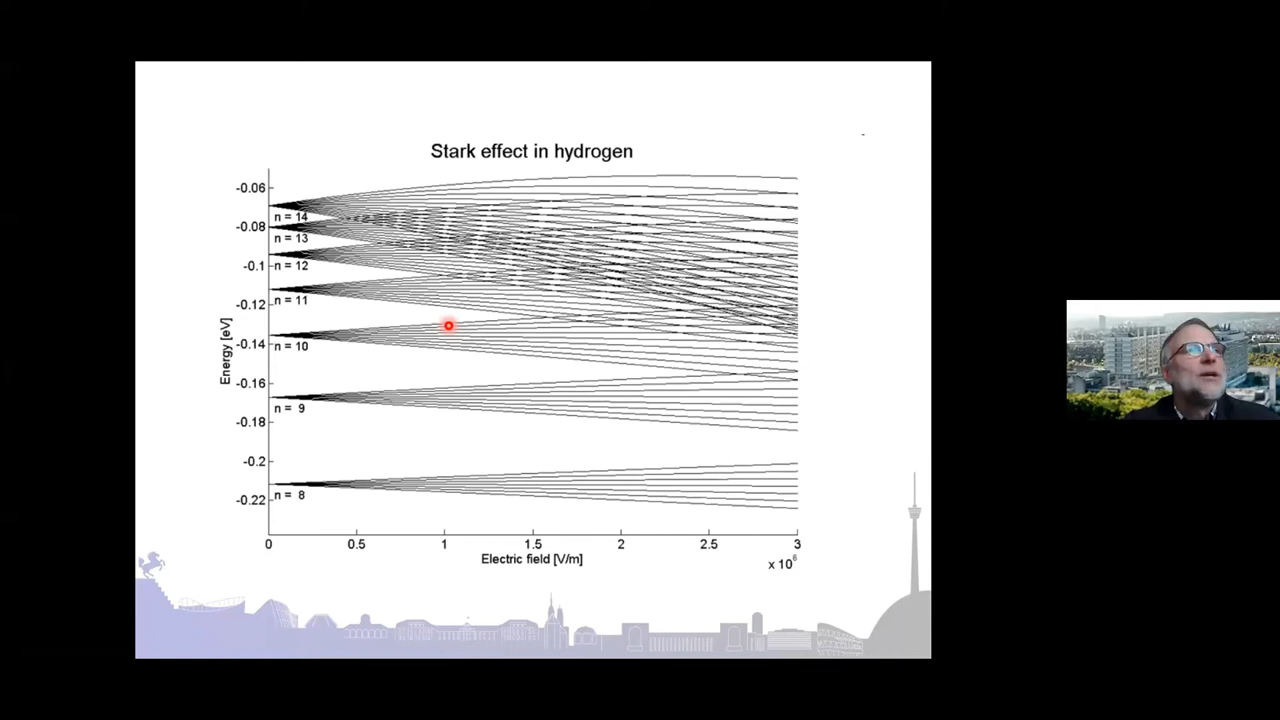 Stark effect in hydrogen
-0.06
n = 14
-0.08
n = 13
-0.1
n = 12
n = 11
-0.12
-0.14
n = 10
-0.16
n = 9
-0.18
-0.2
n = 8
-0.22
Energy [eV]
0 0.5 1 1.5 2 2.5 3
Electric field [V/m]
x 10⁶